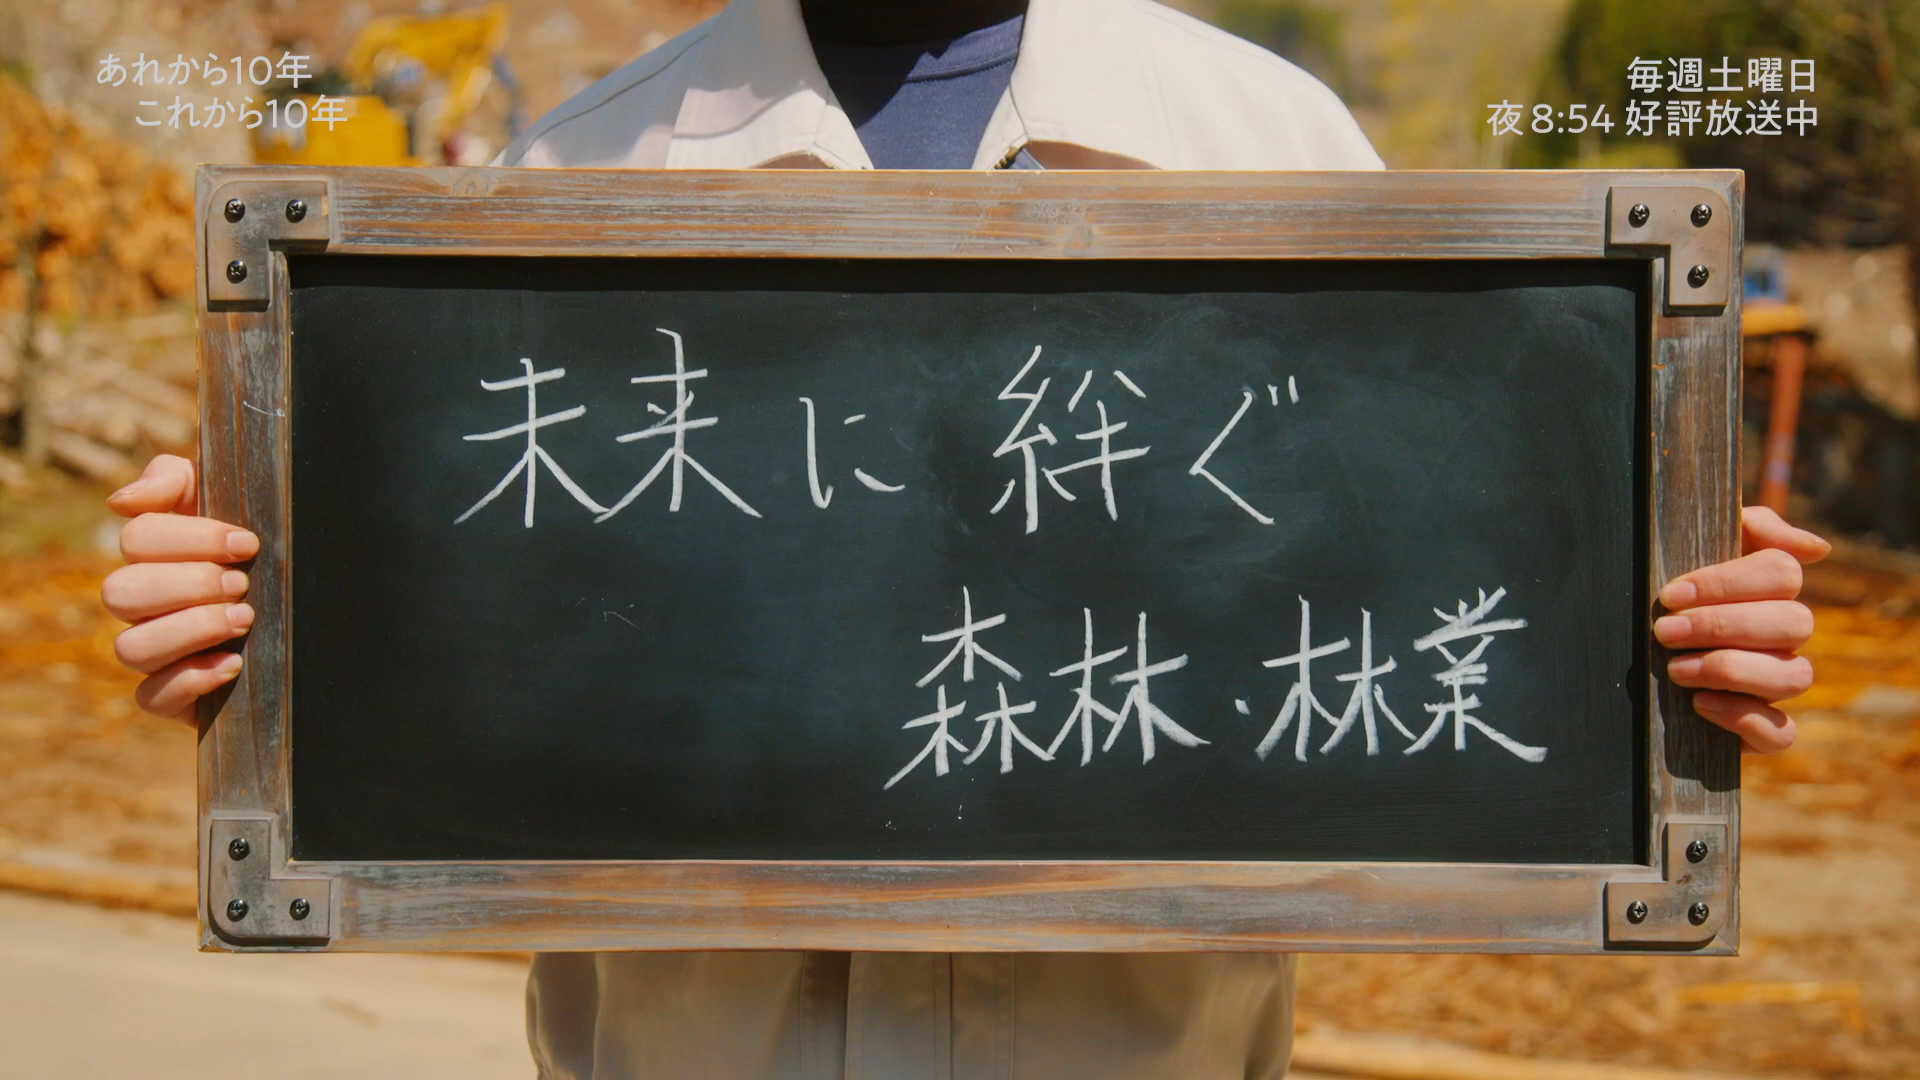 あれから10年
これから10年
毎週土曜日
夜8:54 好評放送中
未来に絆ぐ
森林・林業